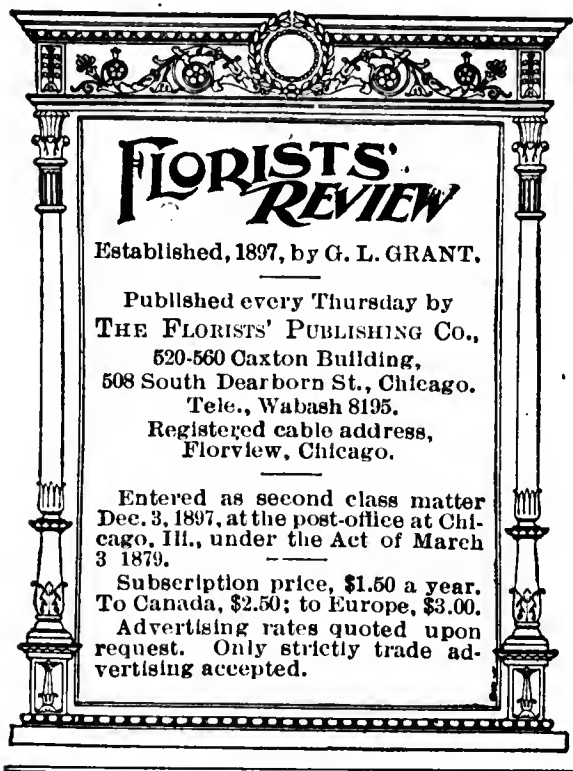 FLORISTS'
REVIEW
Established, 1897, by G. L. GRANT.
Published every Thursday by
THE FLORISTS' PUBLISHING CO.,
520-560 Caxton Building,
508 South Dearborn St., Chicago.
Tele., Wabash 8195.
Registered cable address,
Florview, Chicago.
Entered as second class matter
Dec. 3, 1897, at the post-office at Chi-
cago, Ill., under the Act of March
3 1879.
Subscription price, $1.50 a year.
To Canada, $2.50; to Europe, $3.00.
Advertising rates quoted upon
request. Only strictly trade ad-
vertising accepted.